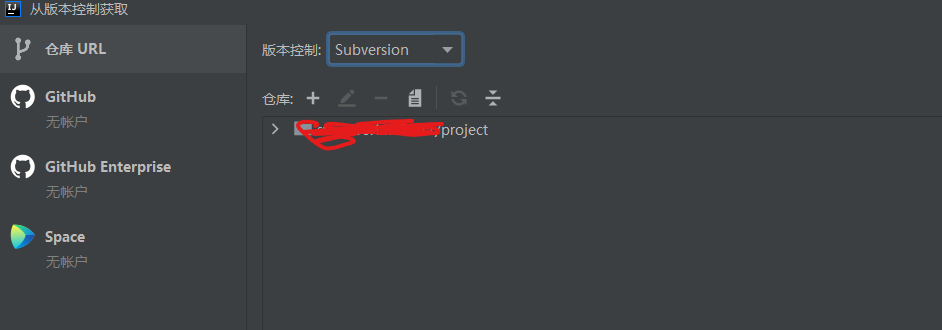 从版本控制获取
仓库 URL
GitHub
无帐户
GitHub Enterprise
无帐户
Space
无帐户
版本控制: Subversion
仓库:
/project